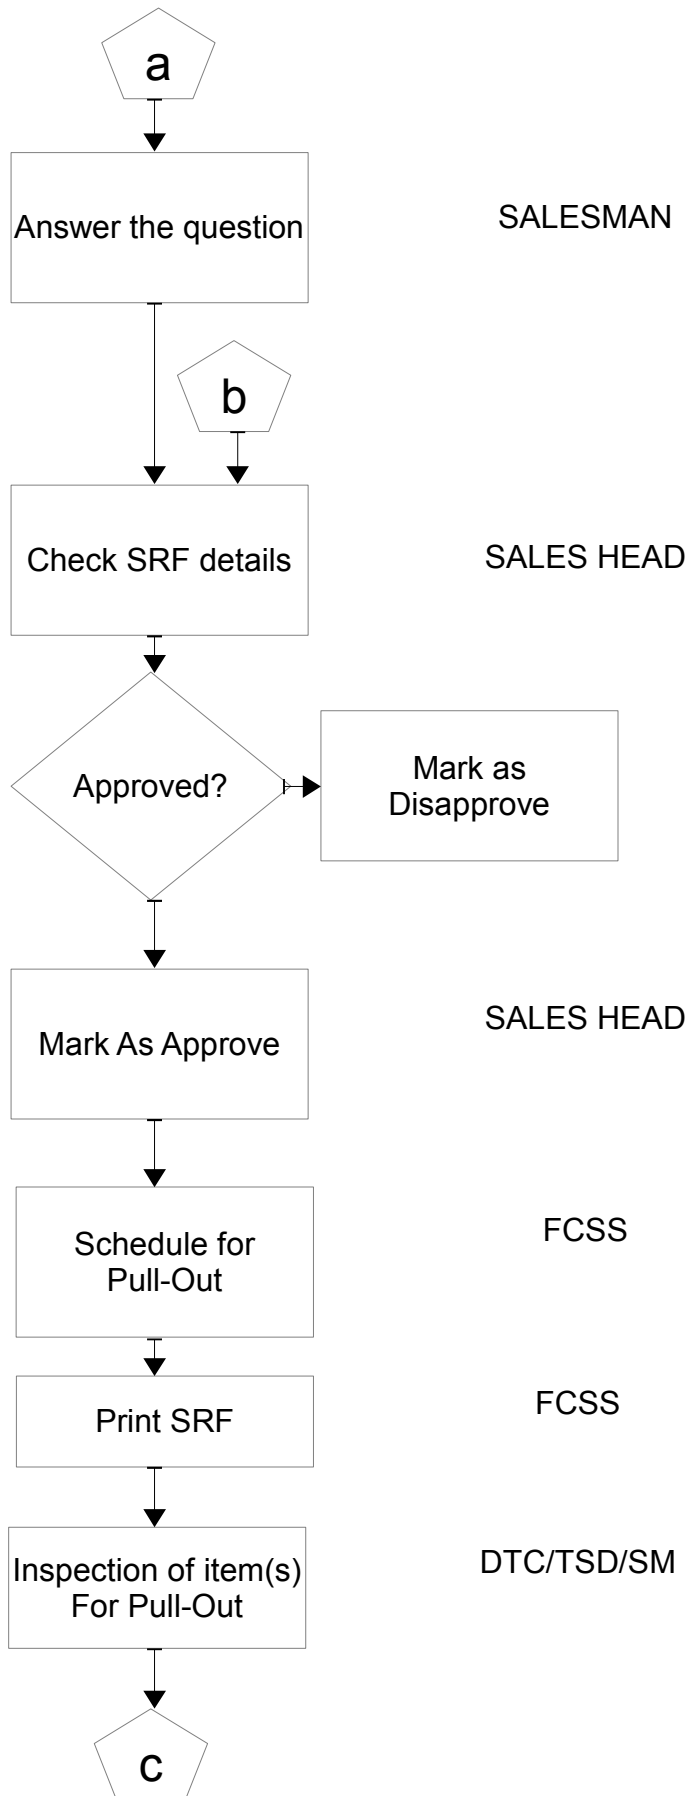 a
Answer the question
SALESMAN
b
Check SRF details
SALES HEAD
Approved?
Mark as
Disapprove
Mark As Approve
SALES HEAD
Schedule for
Pull-Out
FCSS
Print SRF
FCSS
Inspection of item(s)
For Pull-Out
DTC/TSD/SM
c